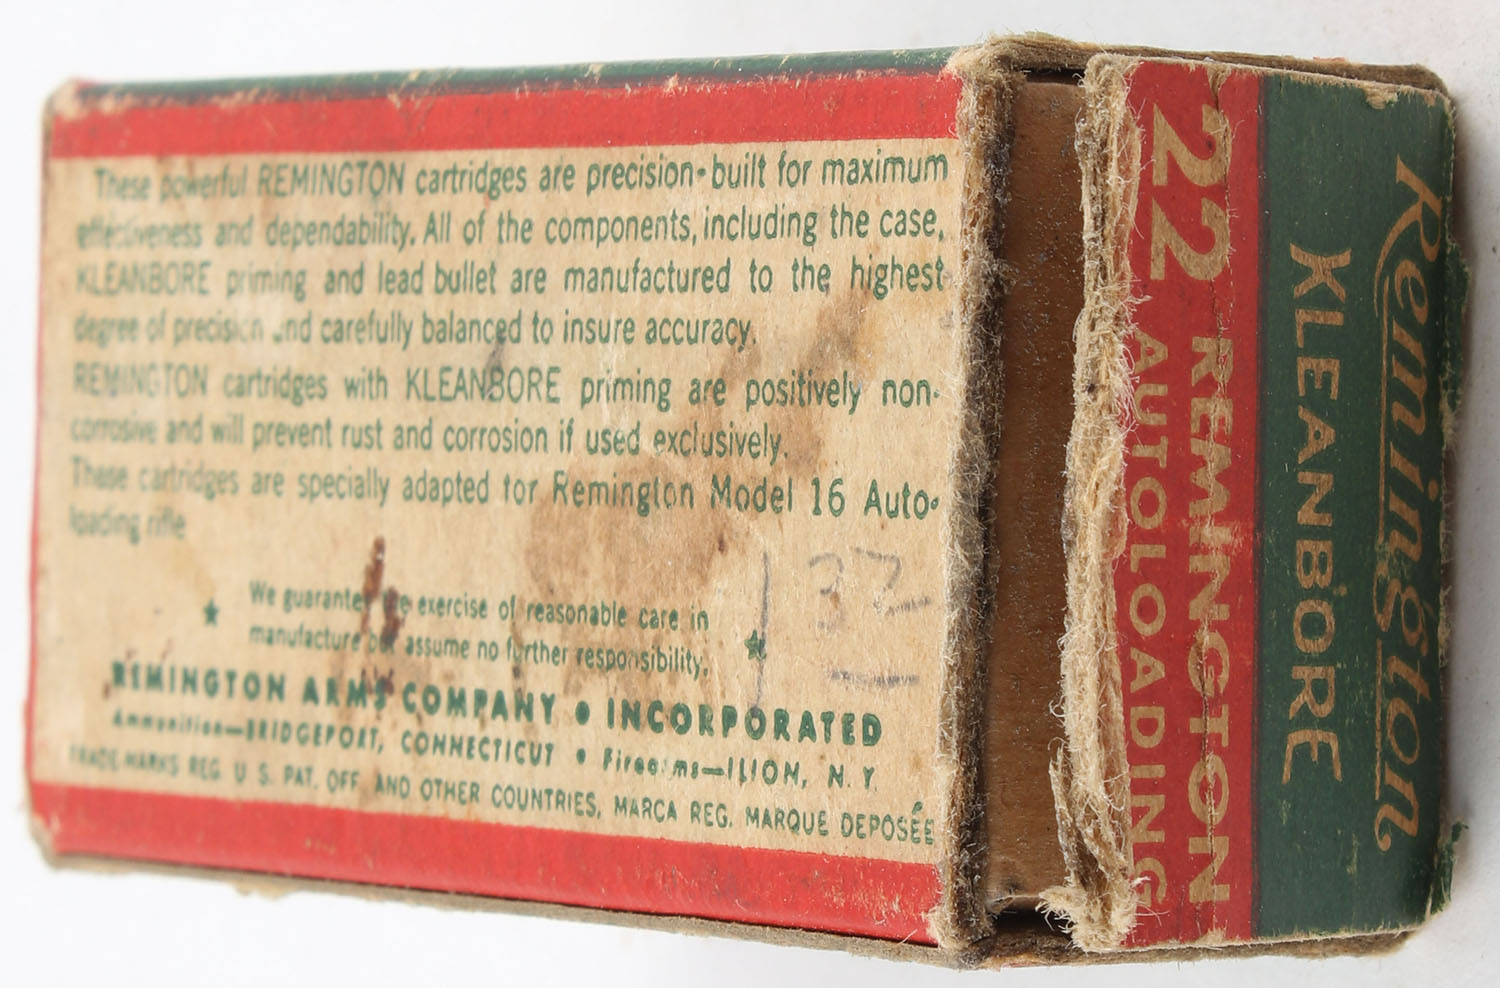 These powerful REMINGTON cartridges are precision-built for maximum
effectiveness and dependability. All of the components, including the case,
KLEANBORE priming and lead bullet are manufactured to the highest
degree of precision and carefully balanced to insure accuracy.
REMINGTON cartridges with KLEANBORE priming are positively non-
corrosive and will prevent rust and corrosion if used exclusively.
These cartridges are specially adapted for Remington Model 16 Auto-
loading rifle
We guarantee the exercise of reasonable care in
manufacture but assume no further responsibility.
REMINGTON ARMS COMPANY • INCORPORATED
Ammunition—BRIDGEPORT, CONNECTICUT • Firearms—ILION, N. Y.
TRADE MARKS REG. U. S. PAT. OFF. AND OTHER COUNTRIES, MARCA REG. MARQUE DEPOSÉE
32
Remington
KLEANBORE
22 REMINGTON
AUTOLOADING